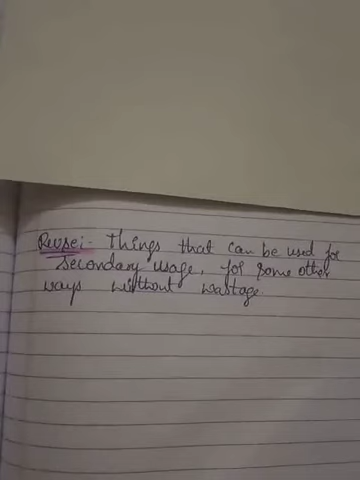 Reuse:- Things that can be used for
secondary usage, for some other
ways without wastage.